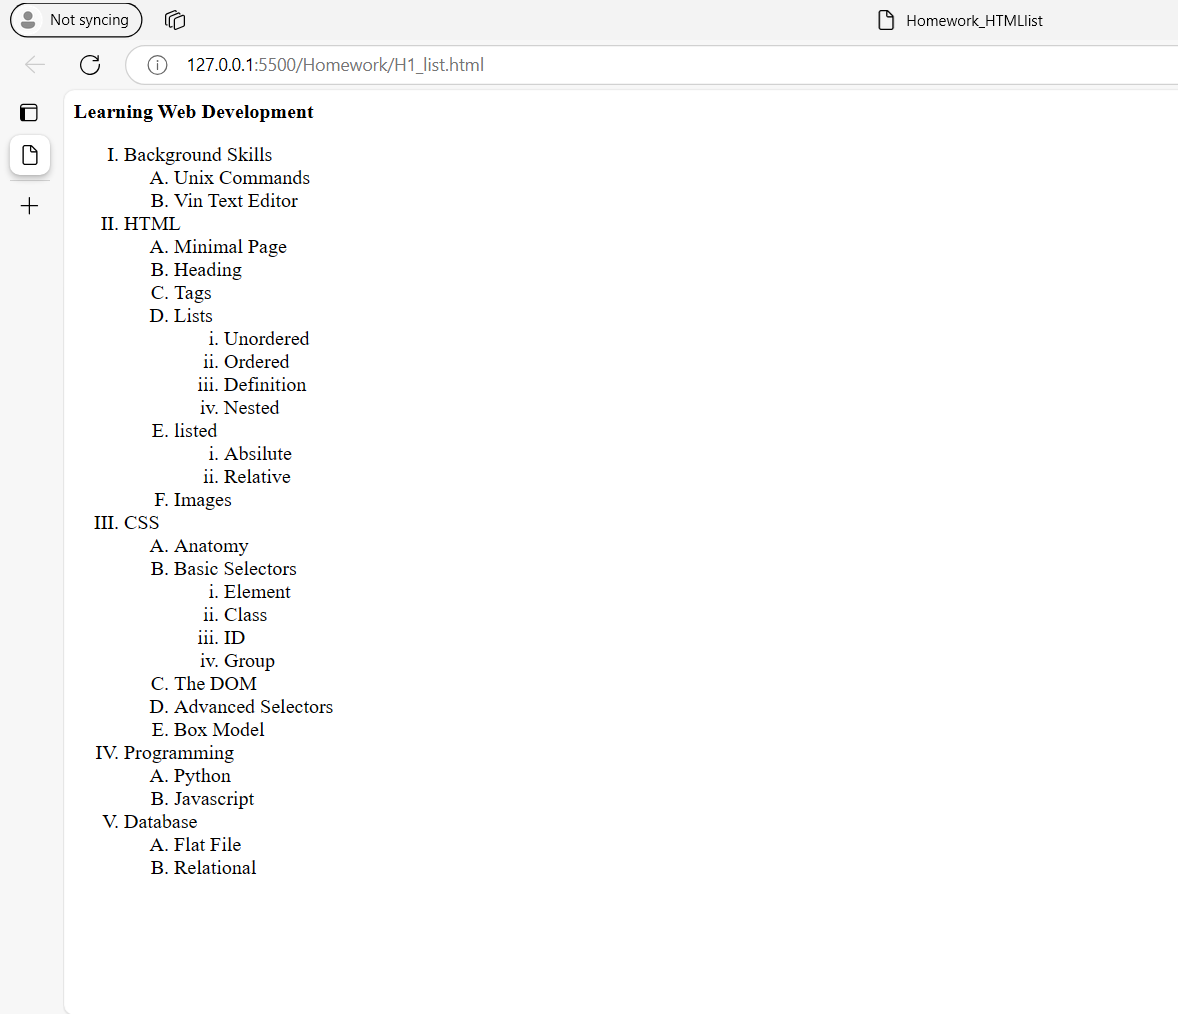 Not syncing
Homework_HTMLlist
127.0.0.1:5500/Homework/H1_list.html
Learning Web Development
I. Background Skills
A. Unix Commands
B. Vin Text Editor
II. HTML
A. Minimal Page
B. Heading
C. Tags
D. Lists
i. Unordered
ii. Ordered
iii. Definition
iv. Nested
E. listed
i. Absilute
ii. Relative
F. Images
III. CSS
A. Anatomy
B. Basic Selectors
i. Element
ii. Class
iii. ID
iv. Group
C. The DOM
D. Advanced Selectors
E. Box Model
IV. Programming
A. Python
B. Javascript
V. Database
A. Flat File
B. Relational